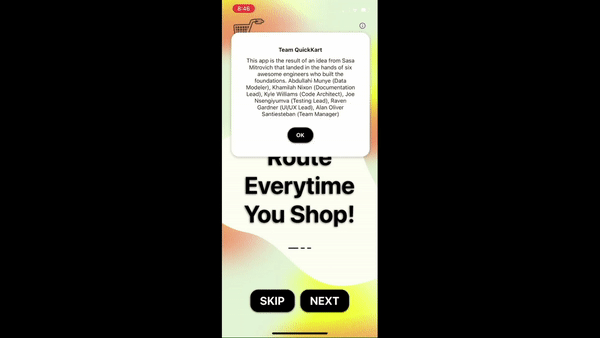 8:46
Team QuickKart
This app is the result of an idea from Sasa
Mitrovich that landed in the hands of six
awesome engineers who built the
foundations. Abdullahi Munye (Data
Modeler), Khamilah Nixon (Documentation
Lead), Kyle Williams (Code Architect), Joe
Nsengiyumva (Testing Lead), Raven
Gardner (UI/UX Lead), Alan Oliver
Santiesteban (Team Manager)
OK
Route
Everytime
You Shop!
SKIP
NEXT